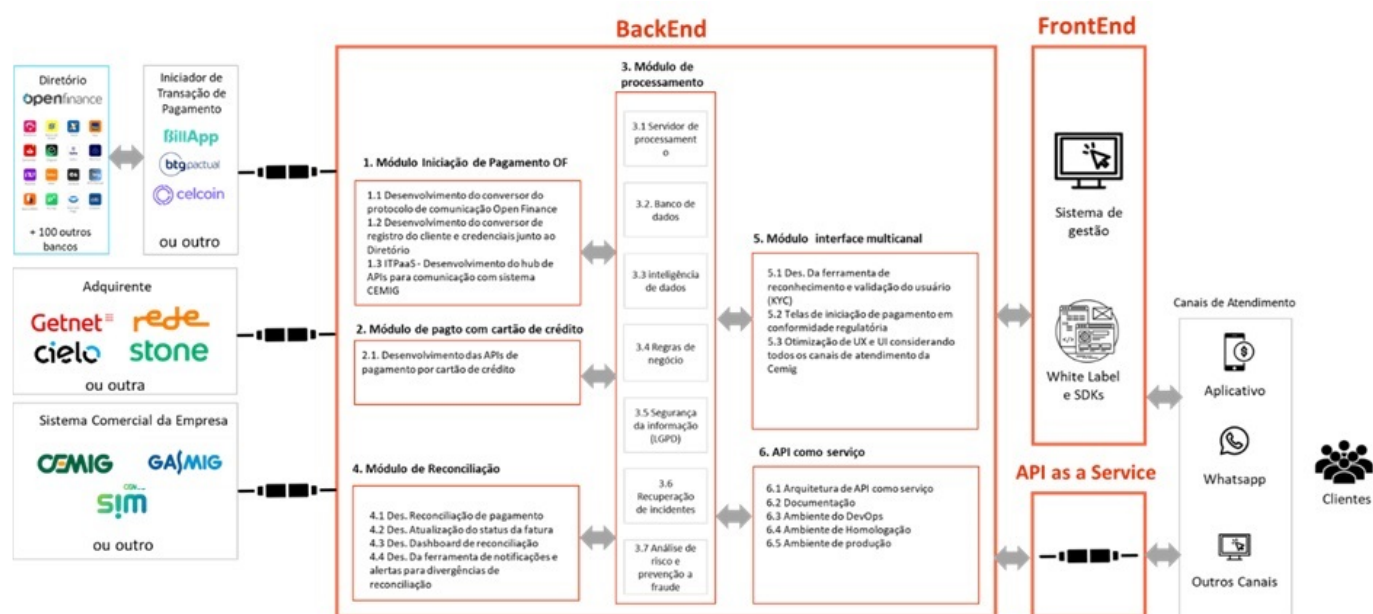 BackEnd
FrontEnd
Diretório
openfinance
+ 100 outros
bancos
Iniciador de
Transação de
Pagamento
BillApp
btgpactual
celcoin
ou outro
Adquirente
Getnet
rede
cielo
stone
ou outra
Sistema Comercial da Empresa
CEMIG
GASMIG
sim
ou outro
1. Módulo Iniciação de Pagamento OF
1.1 Desenvolvimento do conversor do
protocolo de comunicação Open Finance
1.2 Desenvolvimento do conversor de
registro do cliente e credenciais junto ao
Diretório
1.3 ITPaaS - Desenvolvimento do hub de
APIs para comunicação com sistema
CEMIG
2. Módulo de pagto com cartão de crédito
2.1. Desenvolvimento das APIs de
pagamento por cartão de crédito
4. Módulo de Reconciliação
4.1 Des. Reconciliação de pagamento
4.2 Des. Atualização do status da fatura
4.3 Des. Dashboard de reconciliação
4.4 Des. Da ferramenta de notificações e
alertas para divergências de
reconciliação
3. Módulo de
processamento
3.1 Servidor de
processament
o
3.2. Banco de
dados
3.3 inteligência
de dados
3.4 Regras de
negócio
3.5 Segurança
da informação
(LGPD)
3.6
Recuperação
de incidentes
3.7 Análise de
risco e
prevenção a
fraude
5. Módulo interface multicanal
5.1 Des. Da ferramenta de
reconhecimento e validação do usuário
(KYC)
5.2 Telas de iniciação de pagamento em
conformidade regulatória
5.3 Otimização de UX e UI considerando
todos os canais de atendimento da
Cemig
6. API como serviço
6.1 Arquitetura de API como serviço
6.2 Documentação
6.3 Ambiente do DevOps
6.4 Ambiente de Homologação
6.5 Ambiente de produção
Sistema de
gestão
White Label
e SDKs
API as a Service
Canais de Atendimento
Aplicativo
Whatsapp
Outros Canais
Clientes